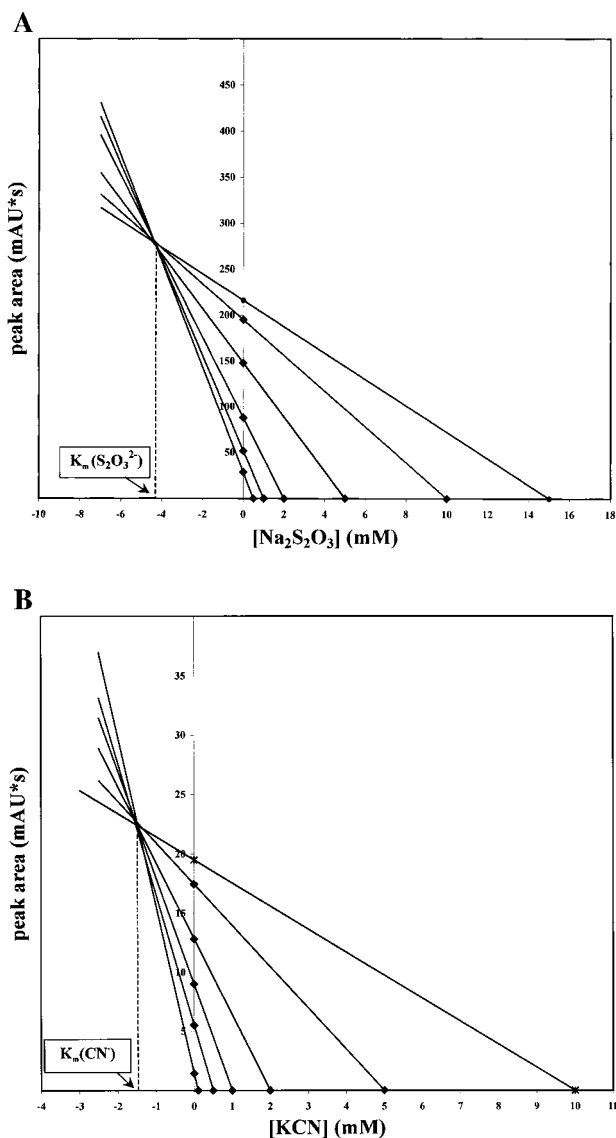 A
450
400
350
300
250
200
150
100
50
peak area (mAU*s)
Km(S2O3²⁻)
-10 -8 -6 -4 -2 0 2 4 6 8 10 12 14 16 18
[Na2S2O3] (mM)
B
35
30
25
20
15
10
5
peak area (mAU*s)
Km(CN)
-4 -3 -2 -1 0 1 2 3 4 5 6 7 8 9 10 11
[KCN] (mM)